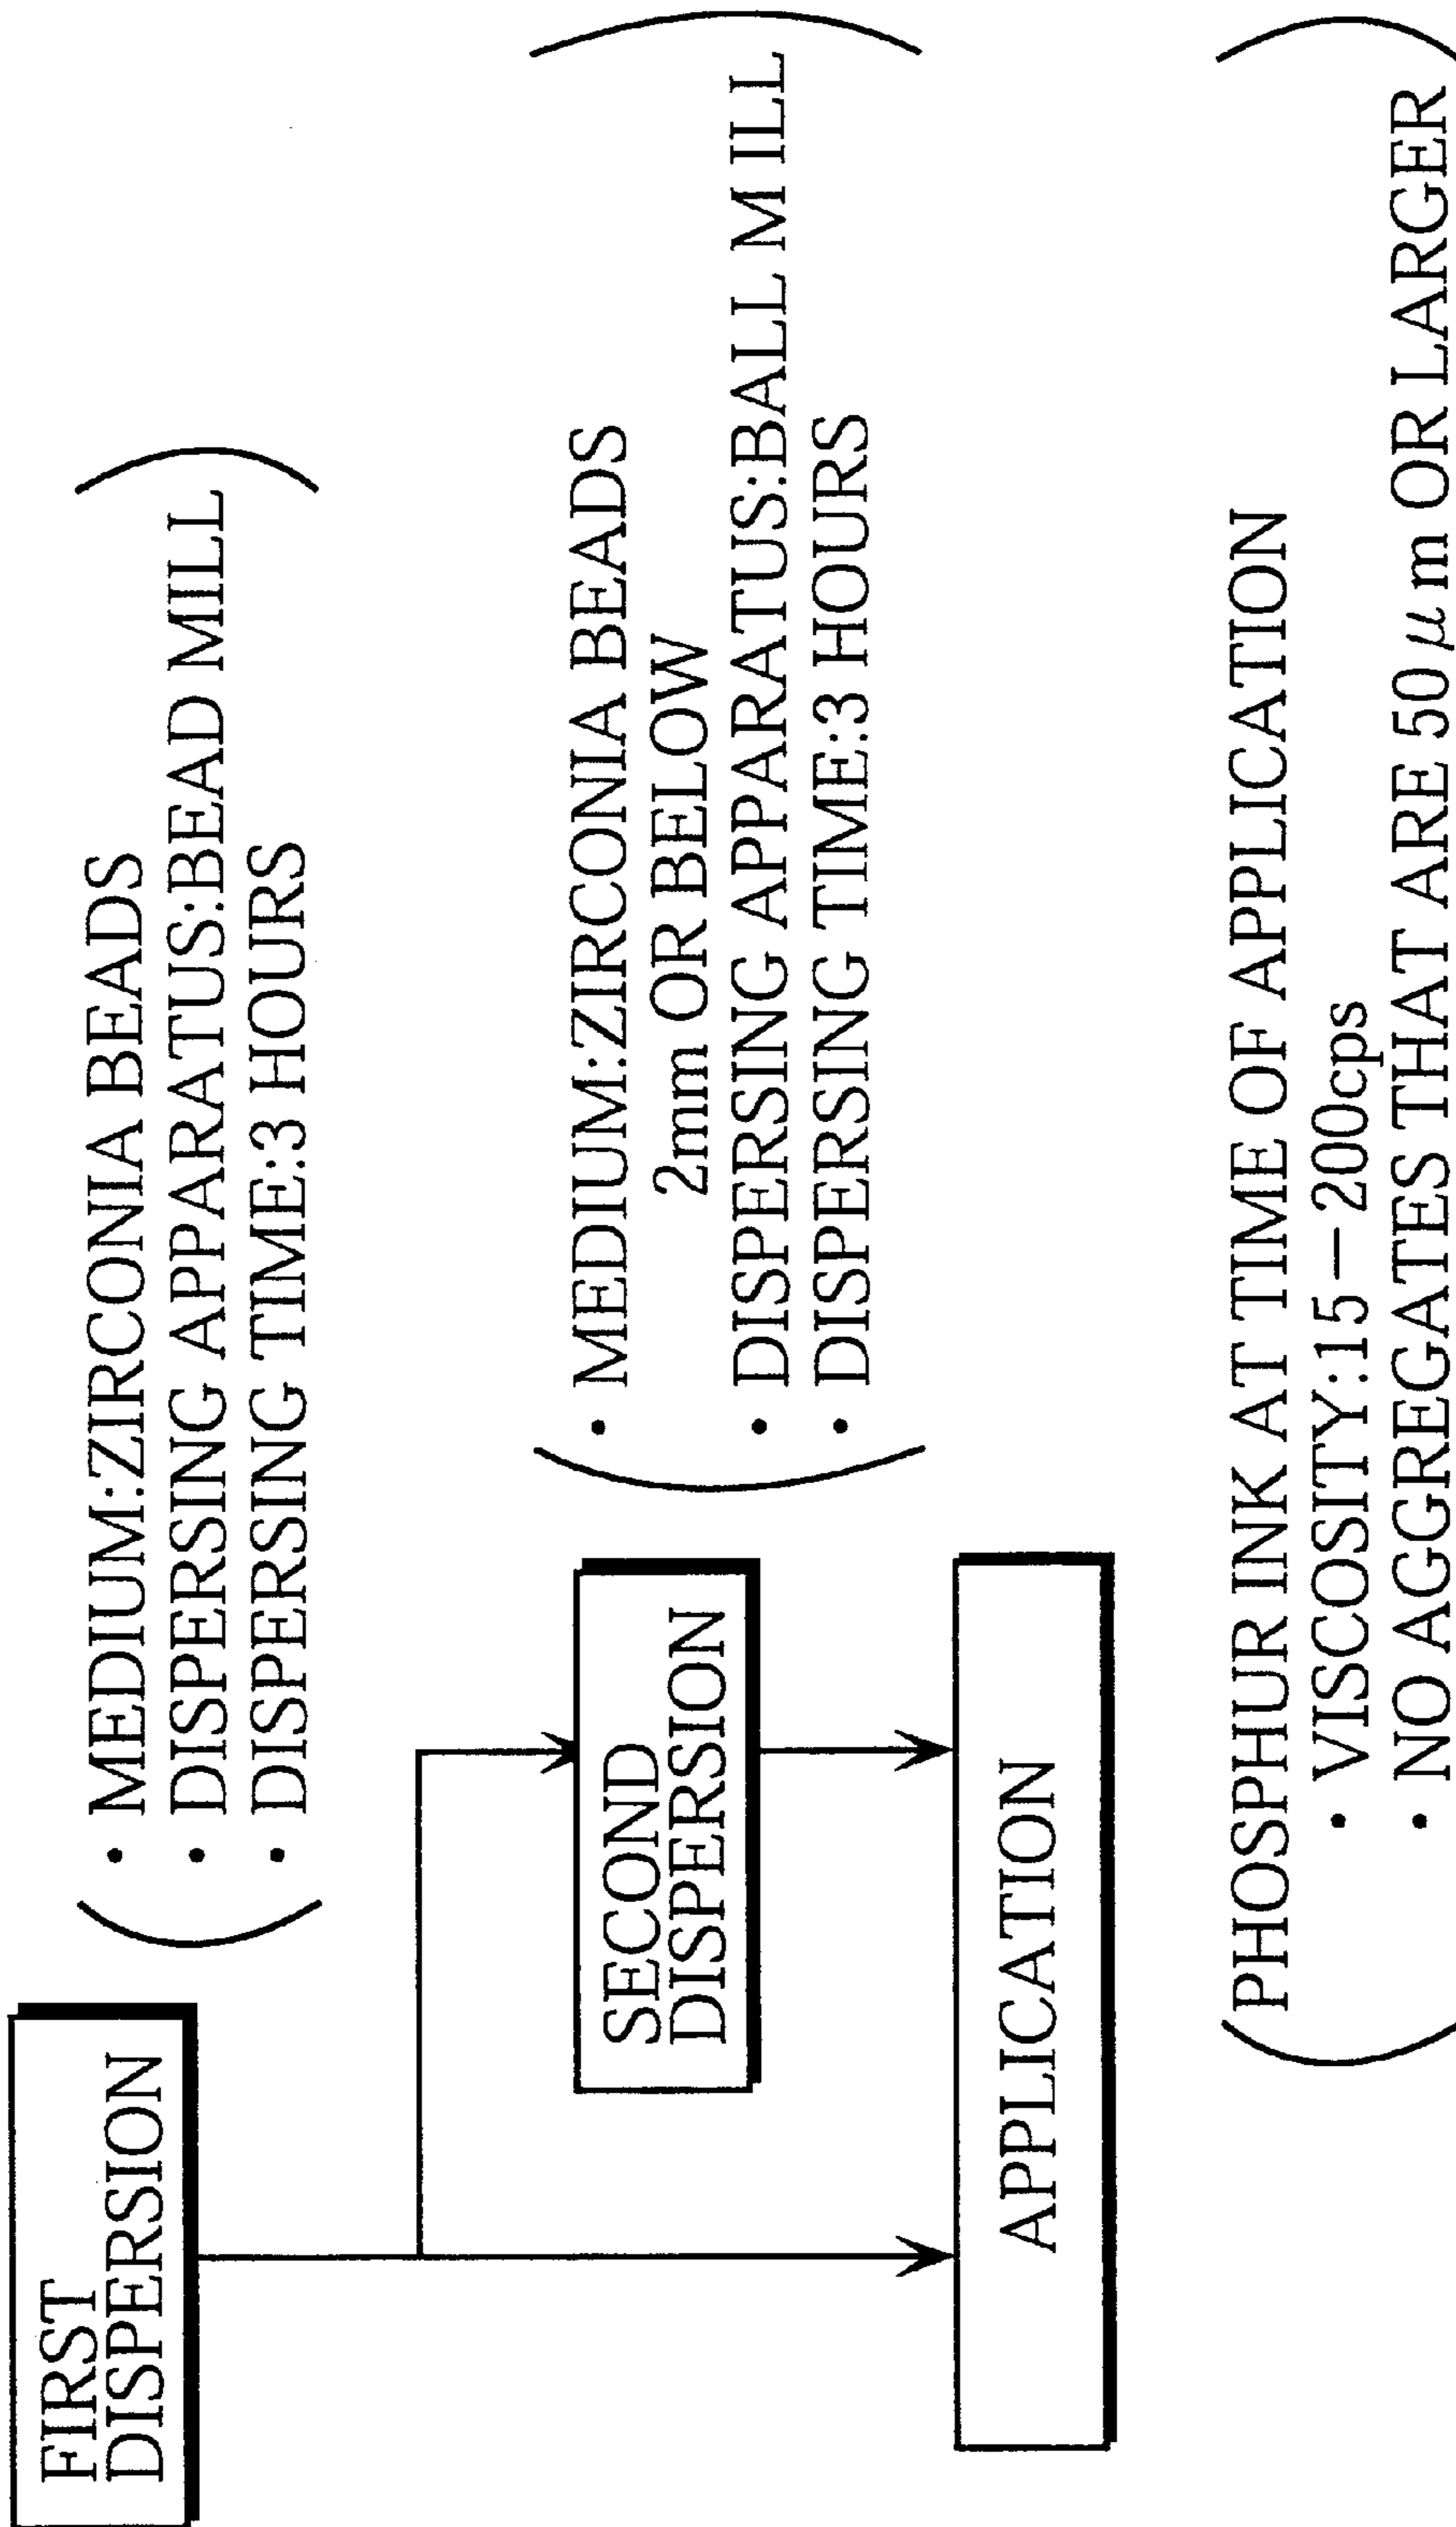 FIRST
DISPERSION
• MEDIUM:ZIRCONIA BEADS
• DISPERSING APPARATUS:BEAD MILL
• DISPERSING TIME:3 HOURS
SECOND
DISPERSION
• MEDIUM:ZIRCONIA BEADS
2mm OR BELOW
• DISPERSING APPARATUS:BALL M ILL
• DISPERSING TIME:3 HOURS
APPLICATION
PHOSPHUR INK AT TIME OF APPLICATION
• VISCOSITY:15－200cps
• NO AGGREGATES THAT ARE 50μm OR LARGER